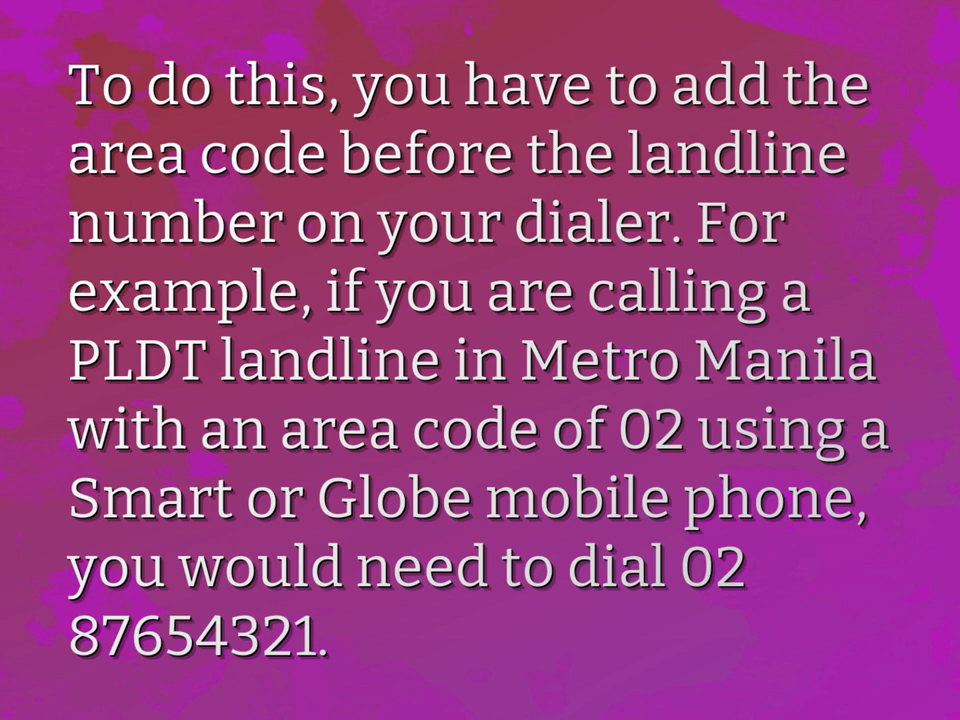 To do this, you have to add the
area code before the landline
number on your dialer. For
example, if you are calling a
PLDT landline in Metro Manila
with an area code of 02 using a
Smart or Globe mobile phone,
you would need to dial 02
87654321.